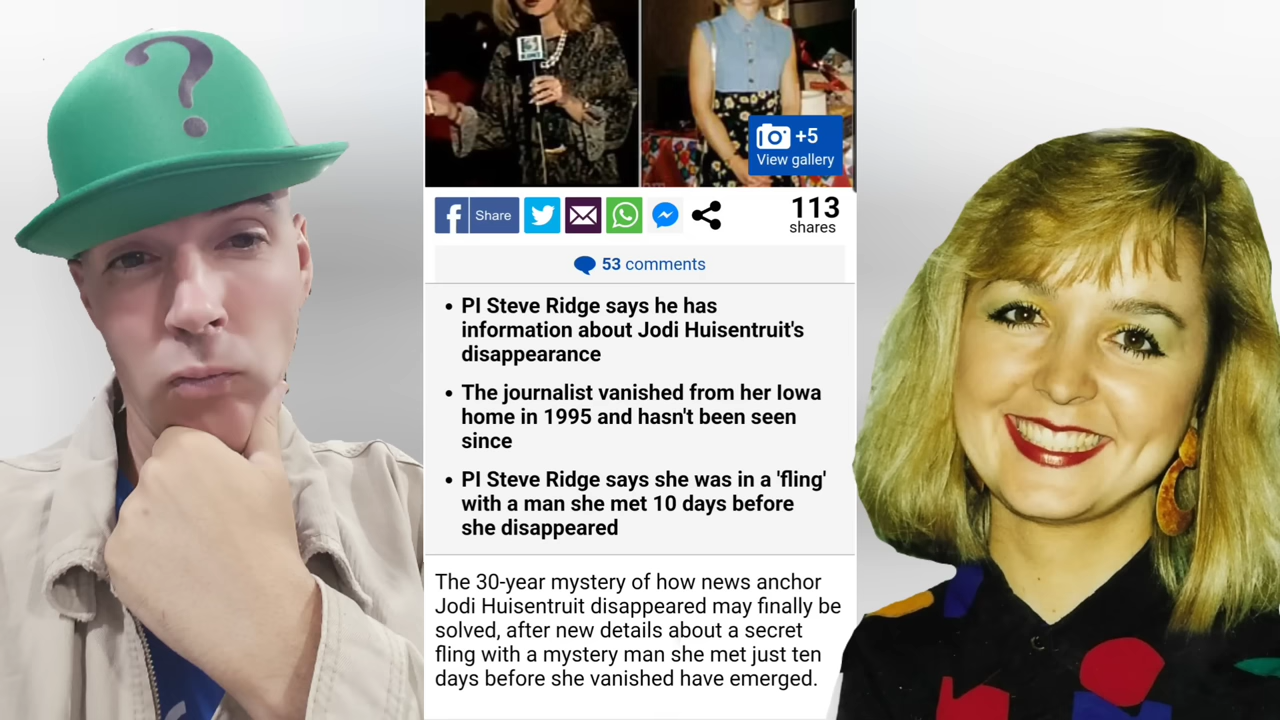 ?
+5
View gallery
Share
113
shares
53 comments
• PI Steve Ridge says he has
information about Jodi Huisentruit's
disappearance
• The journalist vanished from her Iowa
home in 1995 and hasn't been seen
since
• PI Steve Ridge says she was in a 'fling'
with a man she met 10 days before
she disappeared
The 30-year mystery of how news anchor
Jodi Huisentruit disappeared may finally be
solved, after new details about a secret
fling with a mystery man she met just ten
days before she vanished have emerged.